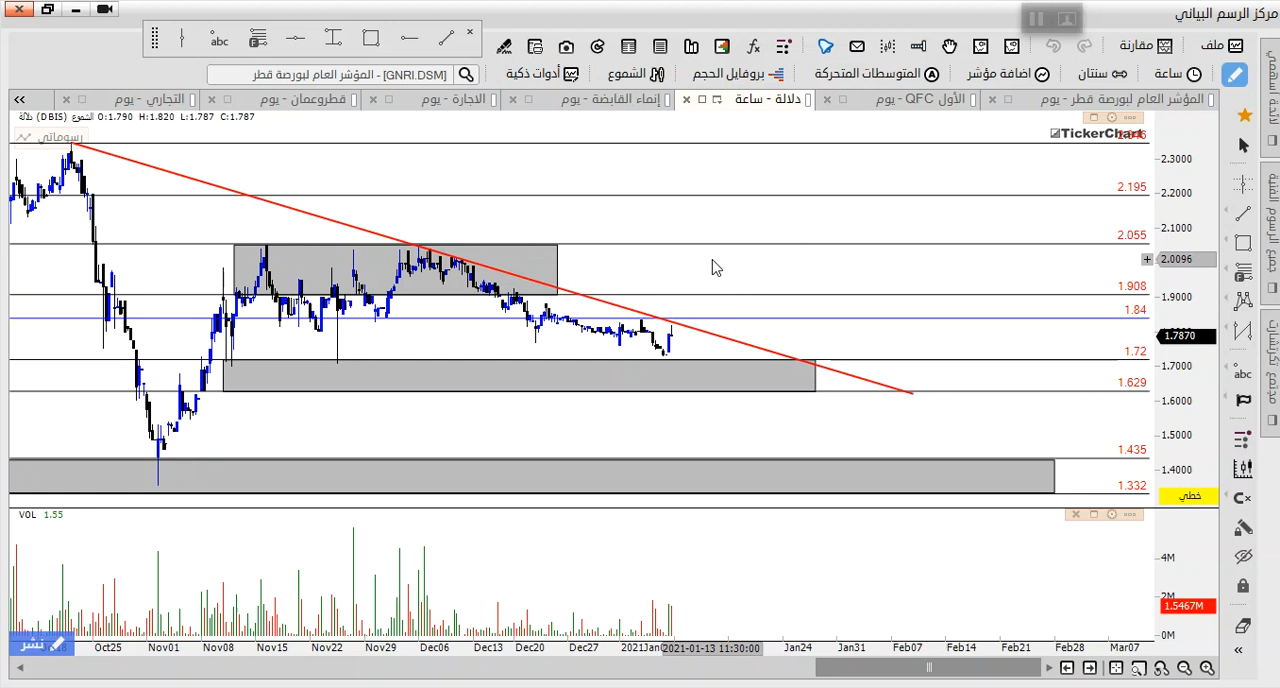 مركز الرسم البياني
abc
ملف
مقارنة
[GNRI.DSM] - المؤشر العام لبورصة قطر
أدوات ذكية
الشموع
بروفايل الحجم
المتوسطات المتحركة
اضافة مؤشر
سنتان
ساعة
المؤشر العام لبورصة قطر - يوم
الأول QFC - يوم
دلالة - ساعة
إنماء القابضة - يوم
الاجارة - يوم
قطروعمان - يوم
التجاري - يوم
دلالة (DBIS) الشموع O:1.790 H:1.820 L:1.787 C:1.787
رسوماتي
TickerChart
2.195
2.055
1.908
1.84
1.72
1.629
1.435
1.332
2.3000
2.2000
2.1000
2.0096
1.9000
1.7870
1.7000
1.6000
1.5000
1.4000
خطي
abc
VOL 1.55
4M
2M
1.5467M
0M
نشر
Oct25
Nov01
Nov08
Nov15
Nov22
Dec06
Dec20
Dec27
2021Jan
2021-01-13 11:30:00
Jan24
Jan31
Feb07
Feb14
Feb21
Feb28
Mar07